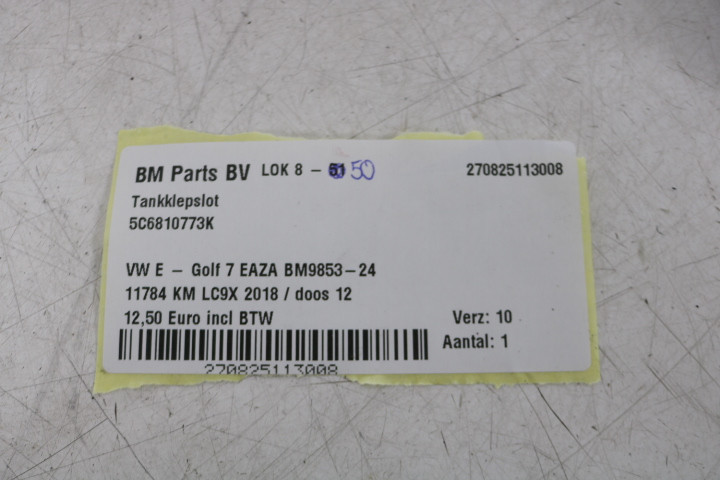 BM Parts BV LOK 8 – 50 270825113008
Tankklepslot
5C6810773K
VW E – Golf 7 EAZA BM9853–24
11784 KM LC9X 2018 / doos 12
12,50 Euro incl BTW Verz: 10
Aantal: 1
270825113008